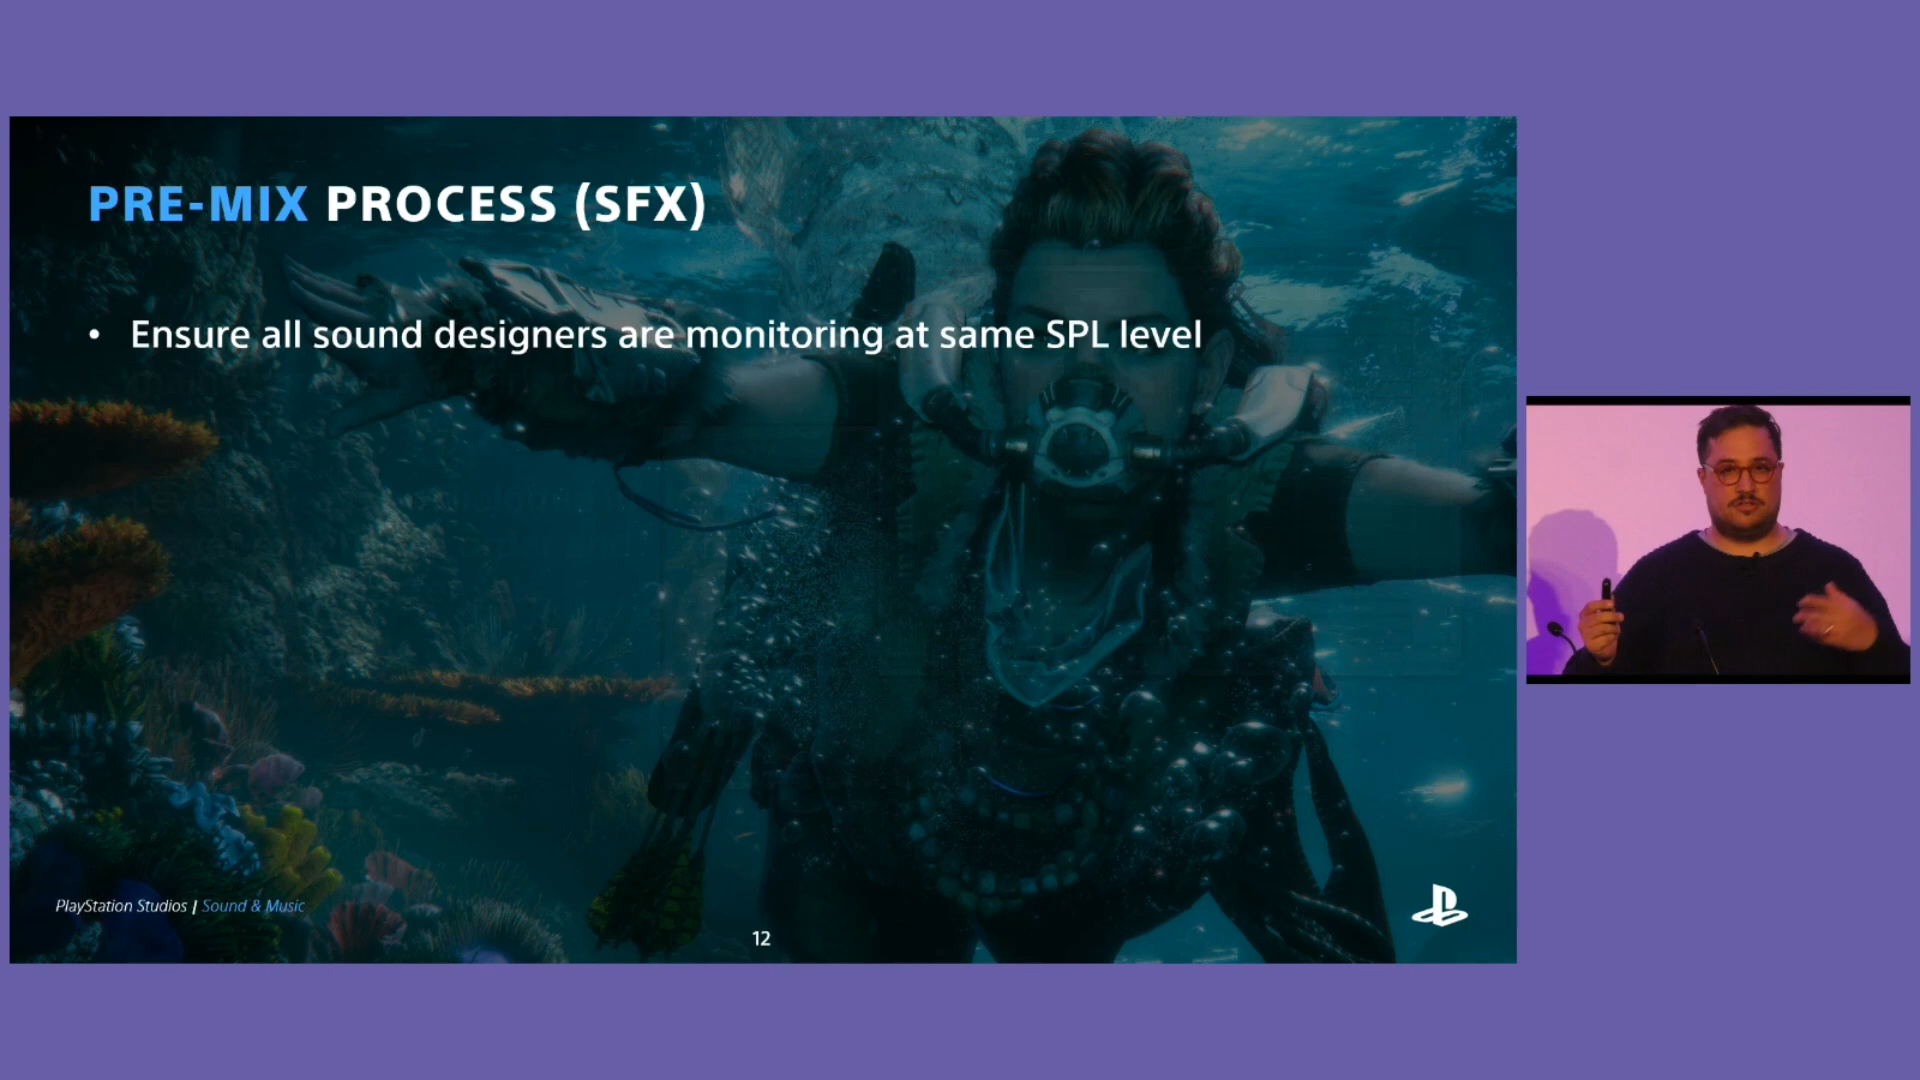 PRE-MIX PROCESS (SFX)
• Ensure all sound designers are monitoring at same SPL level
PlayStation Studios | Sound & Music
12